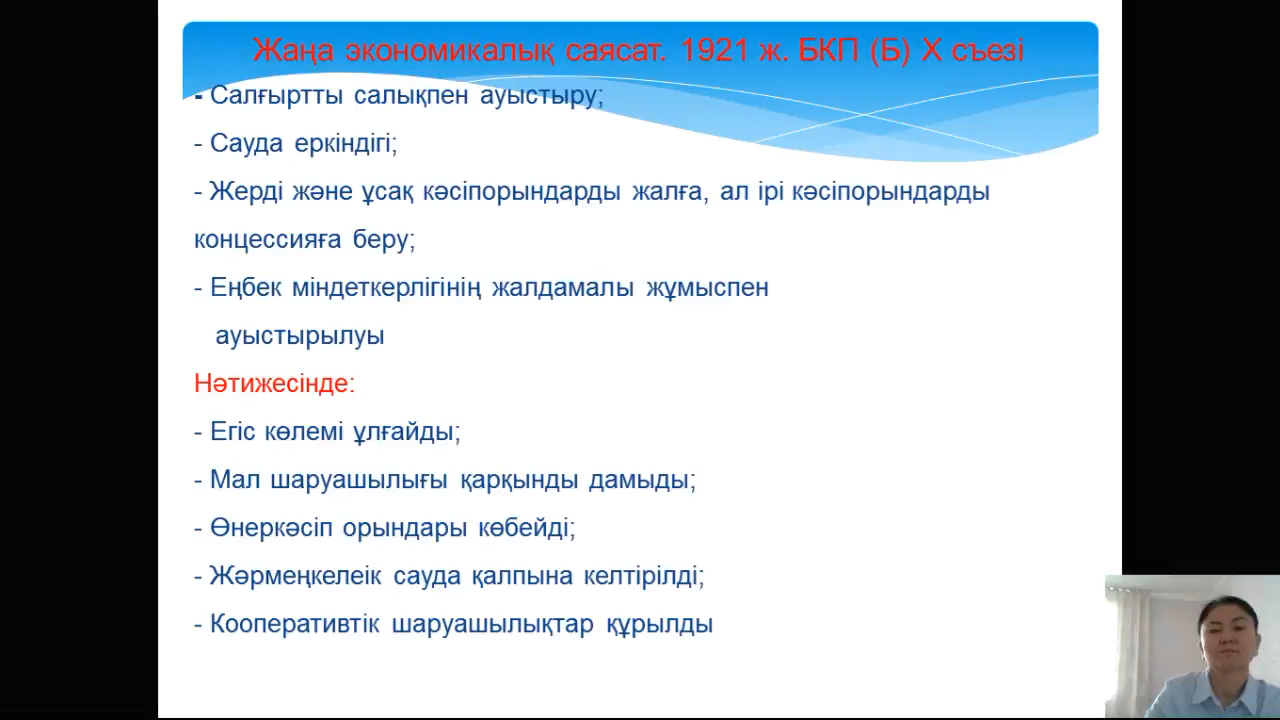 Жаңа экономикалық саясат. 1921 ж. БКП (Б) X съезі
- Салғыртты салықпен ауыстыру;
- Сауда еркіндігі;
- Жерді және ұсақ кәсіпорындарды жалға, ал ірі кәсіпорындарды
концессияға беру;
- Еңбек міндеткерлігінің жалдамалы жұмыспен
ауыстырылуы
Нәтижесінде:
- Егіс көлемі ұлғайды;
- Мал шаруашылығы қарқынды дамыды;
- Өнеркәсіп орындары көбейді;
- Жәрмеңкелеік сауда қалпына келтірілді;
- Кооперативтік шаруашылықтар құрылды